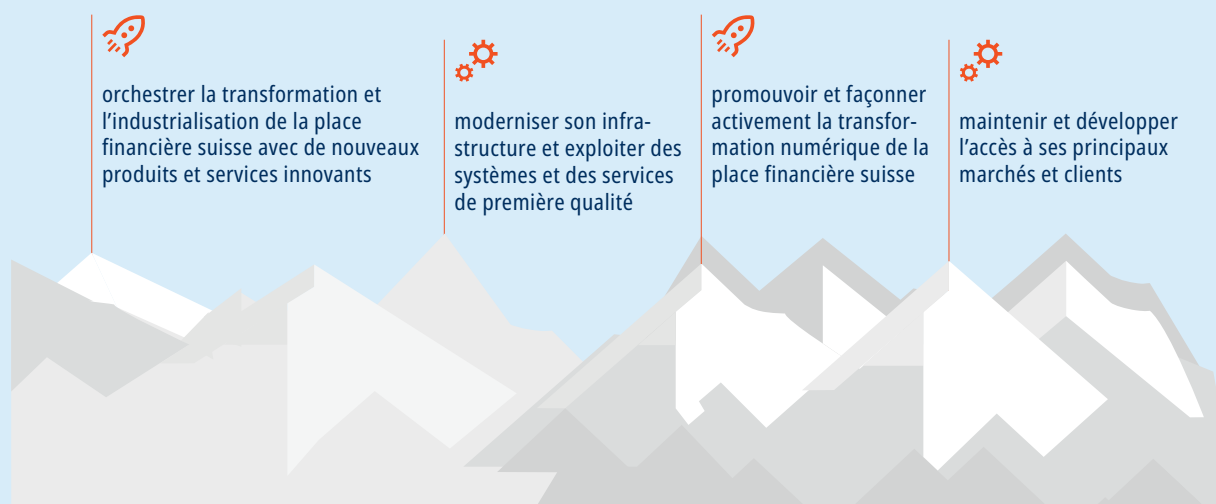 orchestrer la transformation et
l’industrialisation de la place
financière suisse avec de nouveaux
produits et services innovants
moderniser son infra-
structure et exploiter des
systèmes et des services
de première qualité
promouvoir et façonner
activement la transfor-
mation numérique de la
place financière suisse
maintenir et développer
l’accès à ses principaux
marchés et clients